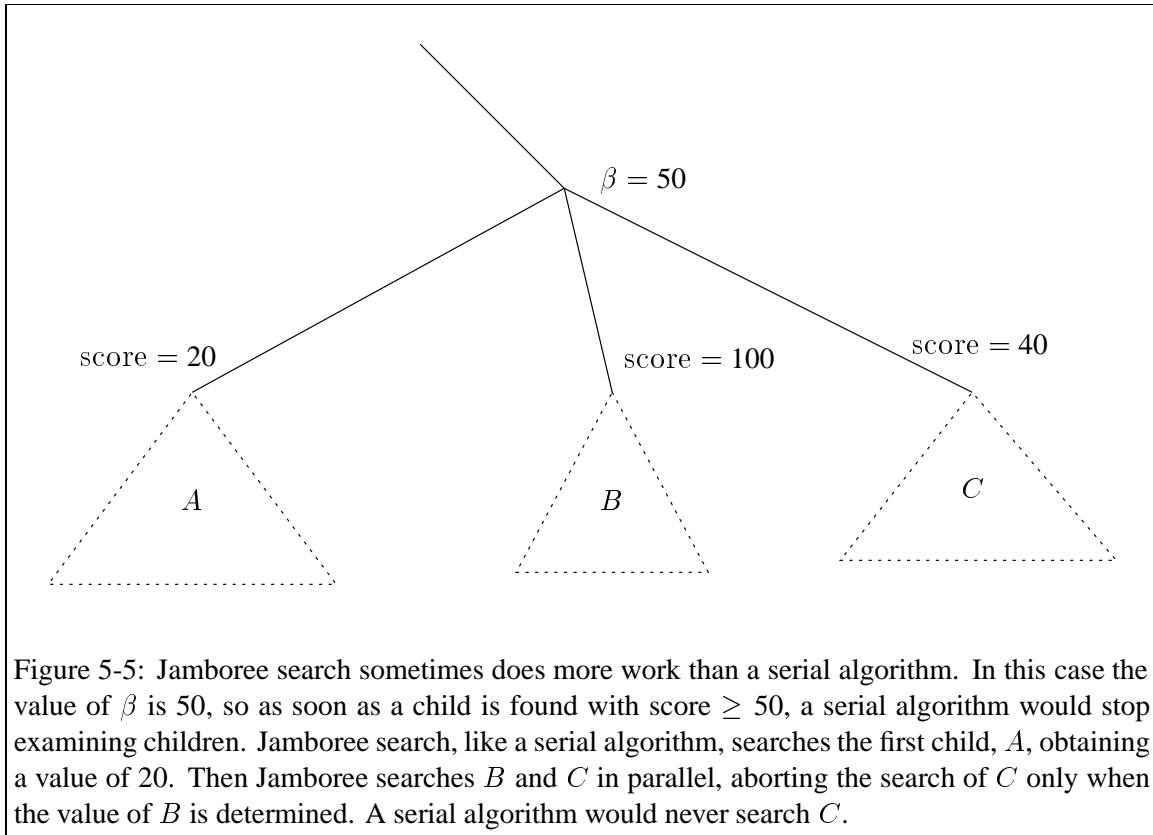 β = 50
score = 20
score = 100
score = 40
A
B
C
Figure 5-5: Jamboree search sometimes does more work than a serial algorithm. In this case the
value of β is 50, so as soon as a child is found with score ≥ 50, a serial algorithm would stop
examining children. Jamboree search, like a serial algorithm, searches the first child, A, obtaining
a value of 20. Then Jamboree searches B and C in parallel, aborting the search of C only when
the value of B is determined. A serial algorithm would never search C.